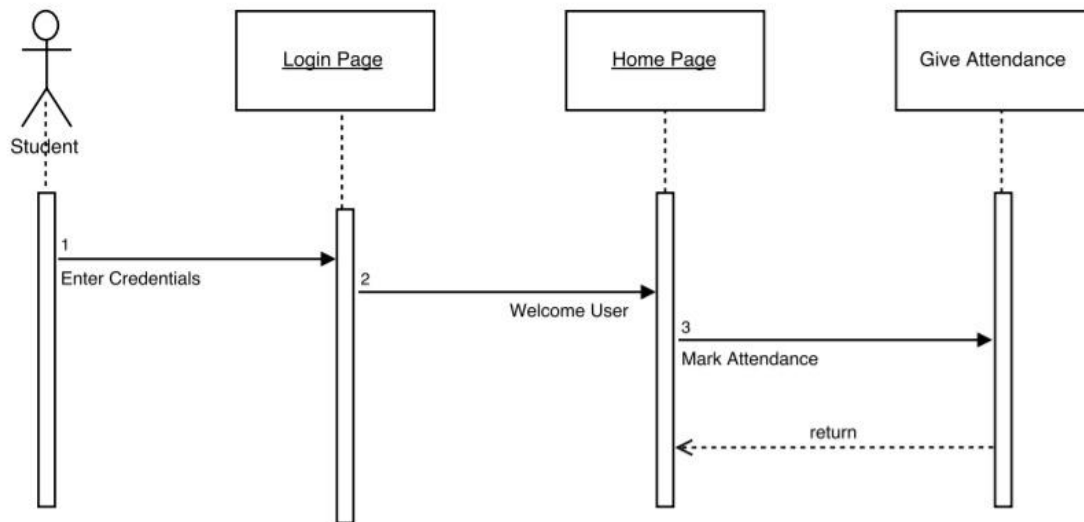 Login Page
Home Page
Give Attendance
Student
1
Enter Credentials
2
Welcome User
3
Mark Attendance
return